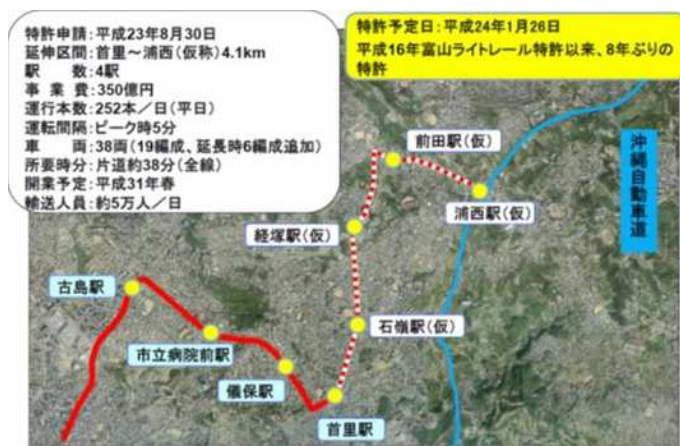 特許申請:平成23年8月30日
延伸区間:首里～浦西(仮称)4.1km
駅　　数:4駅
事 業 費:350億円
運行本数:252本/日(平日)
運転間隔:ピーク時5分
車　　両:38両(19編成、延長時6編成追加)
所要時分:片道約38分(全線)
開業予定:平成31年春
輸送人員:約5万人/日
特許予定日:平成24年1月26日
平成16年富山ライトレール特許以来、8年ぶりの
特許
前田駅(仮)
沖縄自動車道
浦西駅(仮)
経塚駅(仮)
古島駅
石嶺駅(仮)
市立病院前駅
儀保駅
首里駅